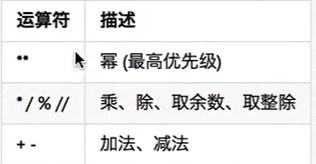 运算符 描述
** 幂 (最高优先级)
* / % // 乘、除、取余数、取整除
+ - 加法、减法